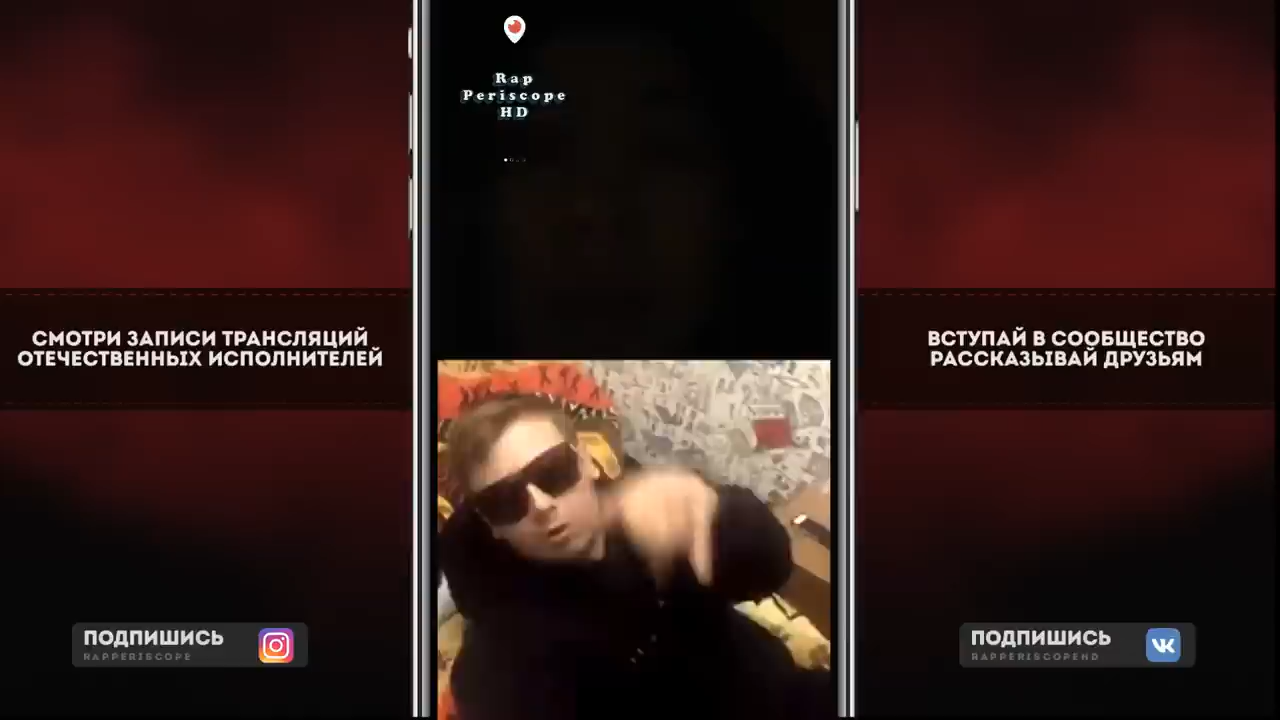 Rap
Periscope
HD
СМОТРИ ЗАПИСИ ТРАНСЛЯЦИЙ
ОТЕЧЕСТВЕННЫХ ИСПОЛНИТЕЛЕЙ
ВСТУПАЙ В СООБЩЕСТВО
РАССКАЗЫВАЙ ДРУЗЬЯМ
ПОДПИШИСЬ
RAPPERISCOPE
ПОДПИШИСЬ
RAPPERISCOPEHD